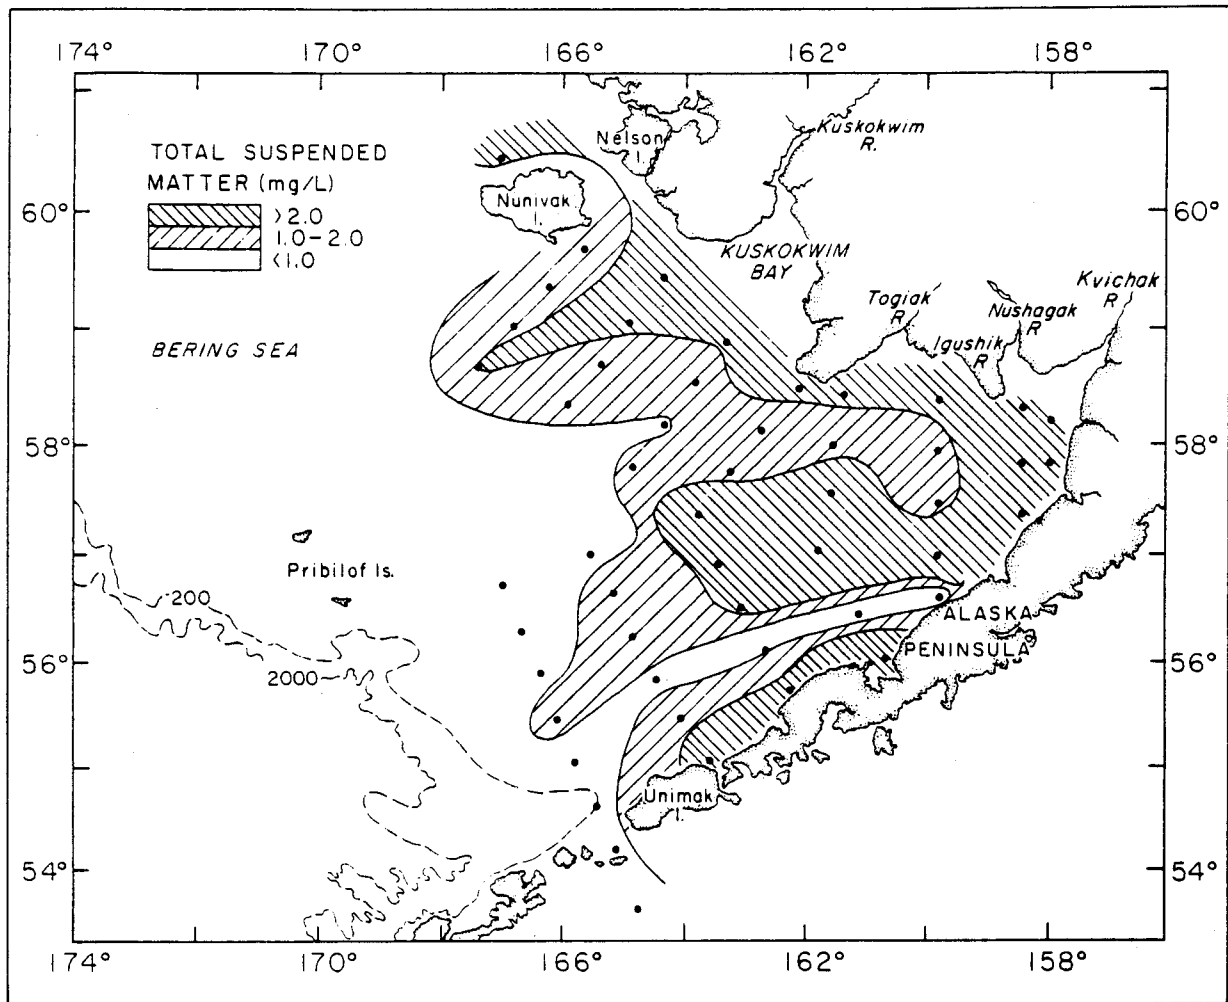 174° 170° 166° 162° 158°
TOTAL SUSPENDED
MATTER (mg/L)
>2.0
1.0-2.0
<1.0
Nelson
I.
Kuskokwim
R.
60°
Nunivak
I.
60°
KUSKOKWIM
BAY
Togiak
R
Nushagak
R
Kvichak
R
Igushik
R
BERING SEA
58°
58°
Pribilof Is.
200
2000
ALASKA
PENINSULA
56°
56°
Unimak
I.
54°
54°
174° 170° 166° 162° 158°